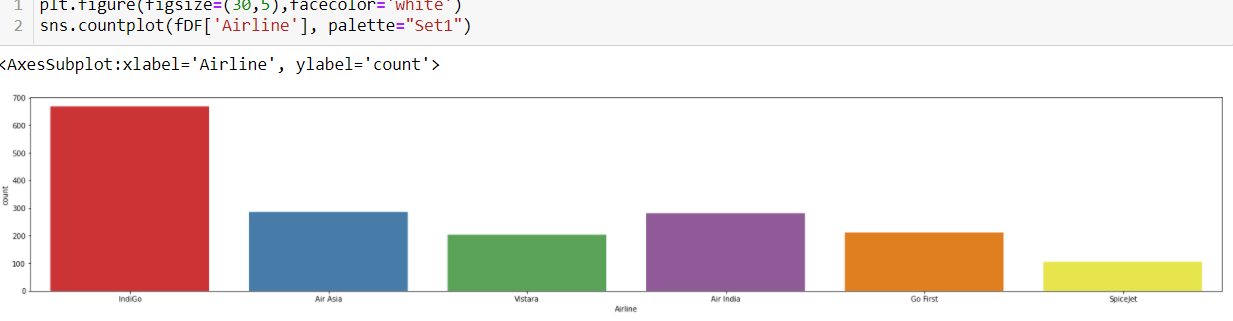 1 plt.figure(figsize=(30,5),facecolor='white')
2 sns.countplot(fDF['Airline'], palette="Set1")
<AxesSubplot:xlabel='Airline', ylabel='count'>
700
600
500
400
300
200
100
0
count
IndiGo Air Asia Vistara Air India Go First SpiceJet
Airline